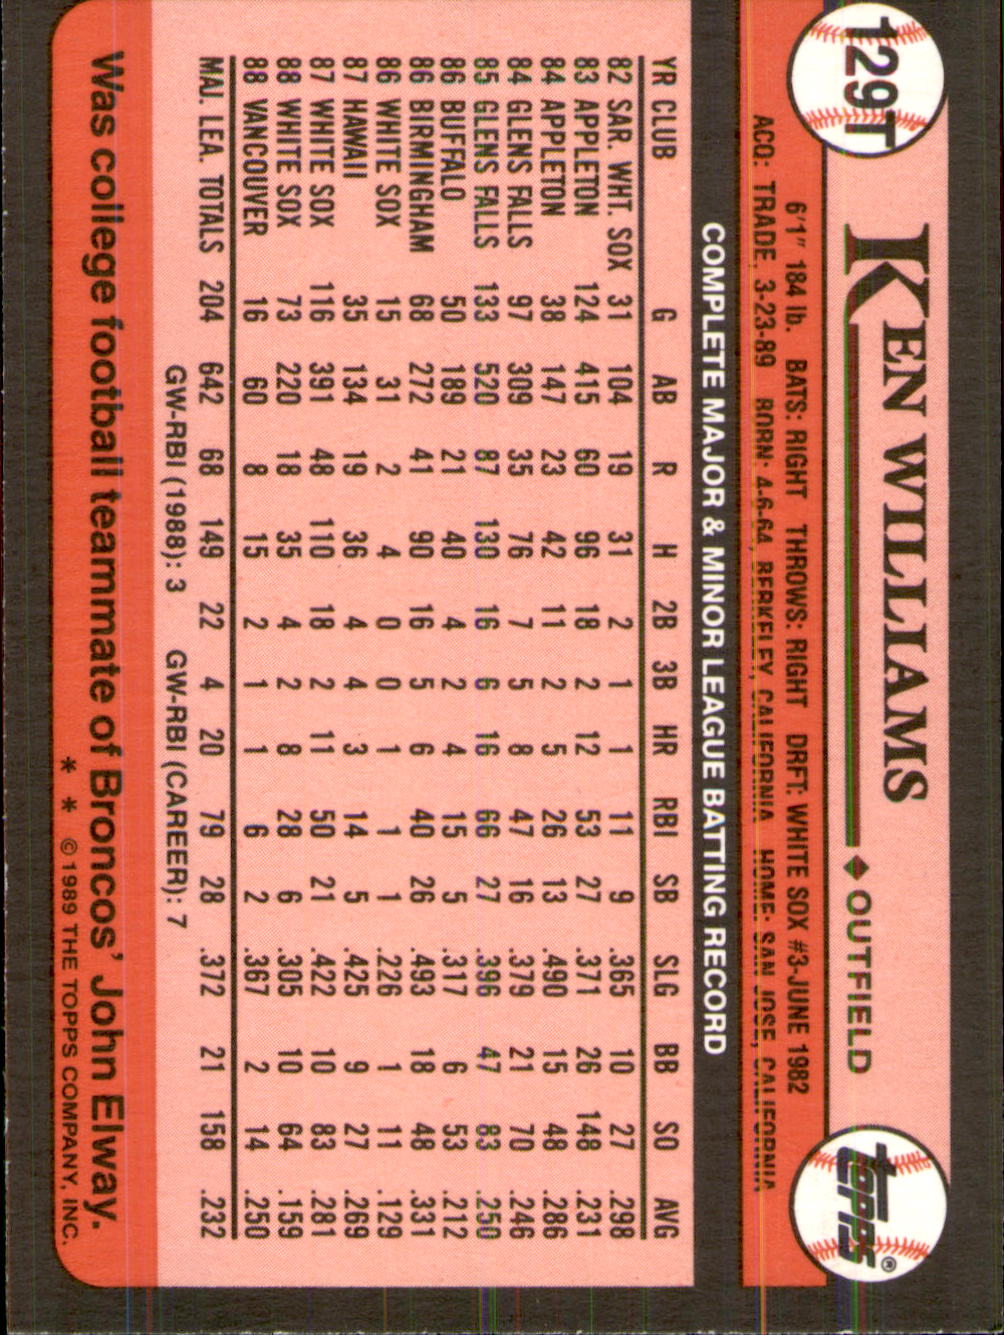 129T
KEN WILLIAMS ◆ OUTFIELD
TOPPS®
6'1" 184 lb. BATS: RIGHT THROWS: RIGHT DRFT: WHITE SOX #3-JUNE 1982
ACQ: TRADE, 3-23-89 BORN: 4-6-64, BERKELEY, CALIFORNIA HOME: SAN JOSE, CALIFORNIA
COMPLETE MAJOR & MINOR LEAGUE BATTING RECORD
YR CLUB G AB R H 2B 3B HR RBI SB SLG BB SO AVG
82 SAR. WHT. SOX 31 104 19 31 2 1 1 11 9 .365 10 27 .298
83 APPLETON 124 415 60 96 18 2 12 53 27 .371 26 148 .231
84 APPLETON 38 147 23 42 11 2 5 26 13 .490 15 48 .286
84 GLENS FALLS 97 309 35 76 7 5 8 47 16 .379 21 70 .246
85 GLENS FALLS 133 520 87 130 16 6 16 66 27 .396 47 83 .250
86 BUFFALO 50 189 21 40 4 2 4 15 5 .317 6 53 .212
86 BIRMINGHAM 68 272 41 90 16 5 6 40 26 .493 18 48 .331
86 WHITE SOX 15 31 2 4 0 0 1 1 1 .226 1 11 .129
87 HAWAII 35 134 19 36 4 4 3 14 5 .425 9 27 .269
87 WHITE SOX 116 391 48 110 18 2 11 50 21 .422 10 83 .281
88 WHITE SOX 73 220 18 35 4 2 8 28 6 .305 10 64 .159
88 VANCOUVER 16 60 8 15 2 1 1 6 2 .367 2 14 .250
MAJ. LEA. TOTALS 204 642 68 149 22 4 20 79 28 .372 21 158 .232
GW-RBI (1988): 3 GW-RBI (CAREER): 7
Was college football teammate of Broncos' John Elway.
* * ©1989 THE TOPPS COMPANY, INC.